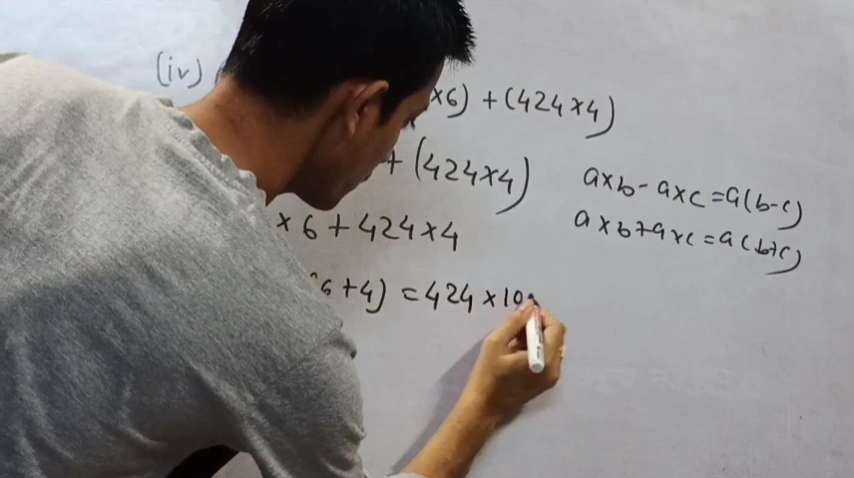 (iv) ×6) + (424×4)
+ (424×4)
×6 + 424×4
6+4) = 424×10
a×b - a×c = a(b-c)
a×b+a×c = a(b+c)